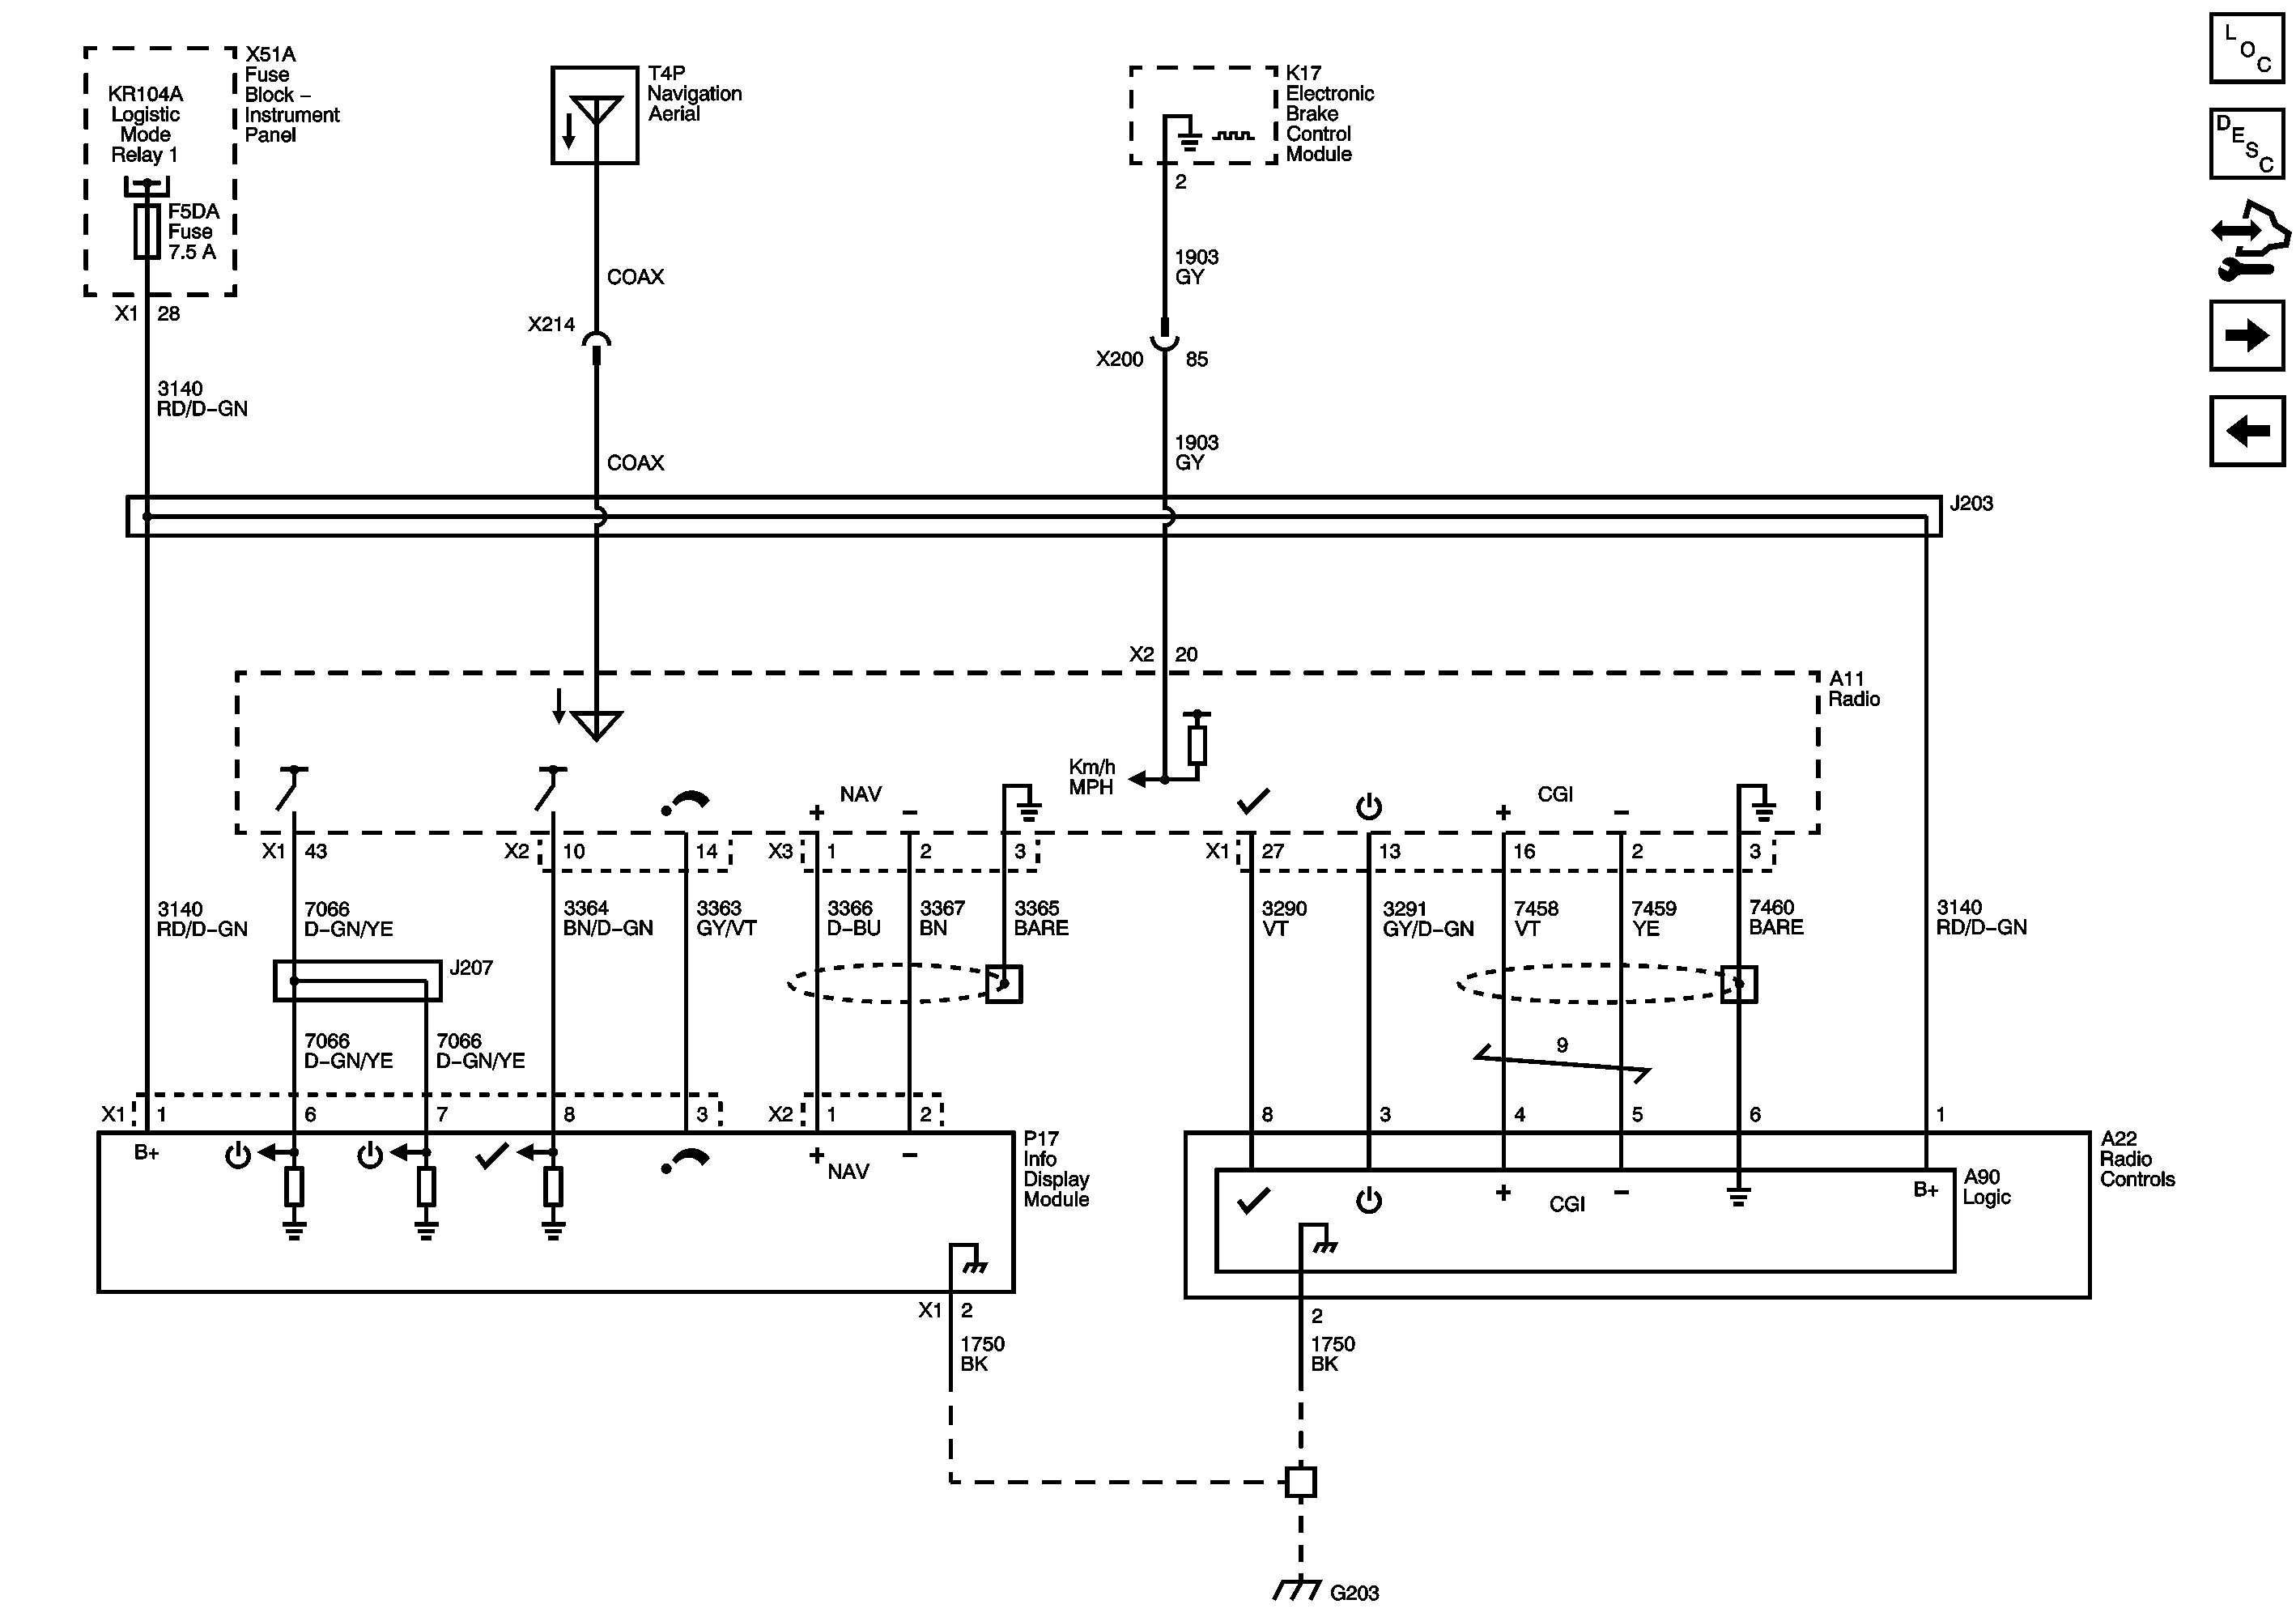 X51A
Fuse
Block –
Instrument
Panel
KR104A
Logistic
Mode
Relay 1
F5DA
Fuse
7.5 A
X1 28
T4P
Navigation
Aerial
K17
Electronic
Brake
Control
Module
2
L
O
C
D
E
S
C
COAX
X214
1903
GY
X200 85
3140
RD/D–GN
COAX
1903
GY
J203
X2 20
A11
Radio
Km/h
MPH
NAV
+ –
CGI
+ –
X1 43
X2 10 14
X3 1 2 3
X1 27 13 16 2 3
3140
RD/D–GN
7066
D–GN/YE
3364
BN/D–GN
3363
GY/VT
3366
D–BU
3367
BN
3365
BARE
3290
VT
3291
GY/D–GN
7458
VT
7459
YE
7460
BARE
3140
RD/D–GN
J207
7066
D–GN/YE
7066
D–GN/YE
9
X1 1 6 7 8 3
X2 1 2
8 3 4 5 6 1
B+
+ –
NAV
P17
Info
Display
Module
A22
Radio
Controls
A90
Logic
+ –
CGI
B+
X1 2
1750
BK
2
1750
BK
G203